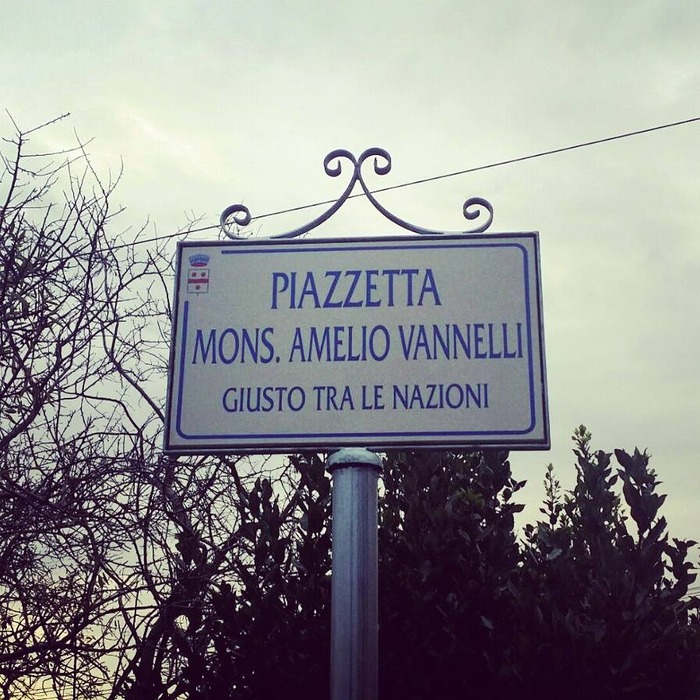 PIAZZETTA
MONS. AMELIO VANNELLI
GIUSTO TRA LE NAZIONI